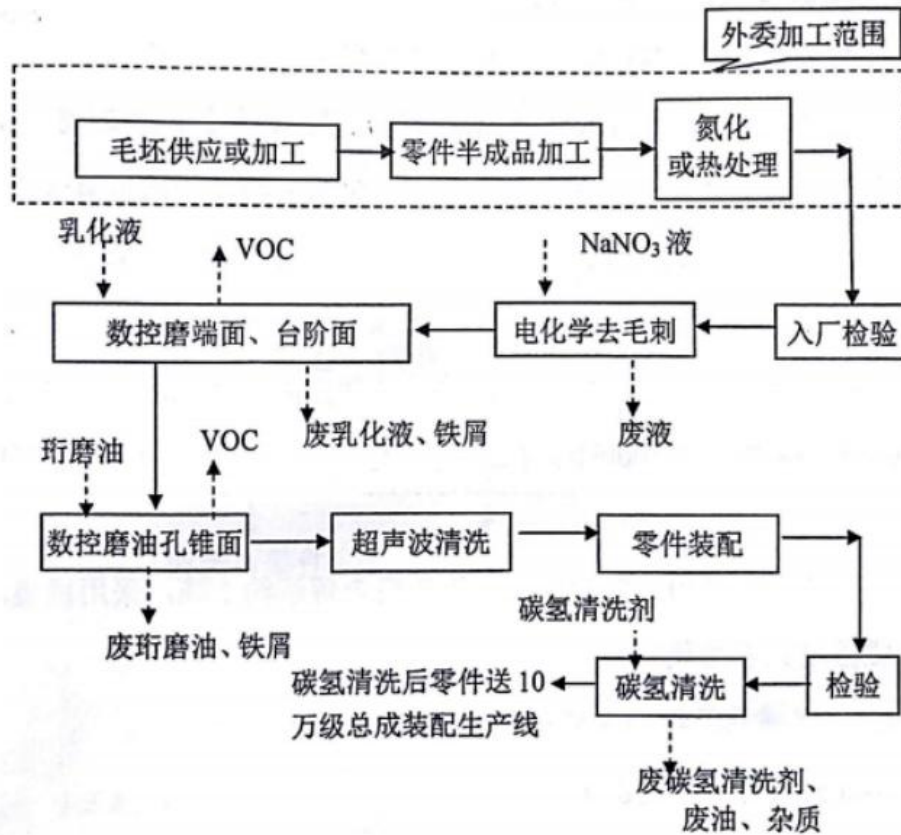 外委加工范围
毛坯供应或加工
零件半成品加工
氮化
或热处理
乳化液
VOC
NaNO₃液
数控磨端面、台阶面
电化学去毛刺
入厂检验
废乳化液、铁屑
废液
珩磨油
VOC
数控磨油孔锥面
超声波清洗
零件装配
废珩磨油、铁屑
碳氢清洗剂
碳氢清洗后零件送10
万级总成装配生产线
碳氢清洗
检验
废碳氢清洗剂、
废油、杂质